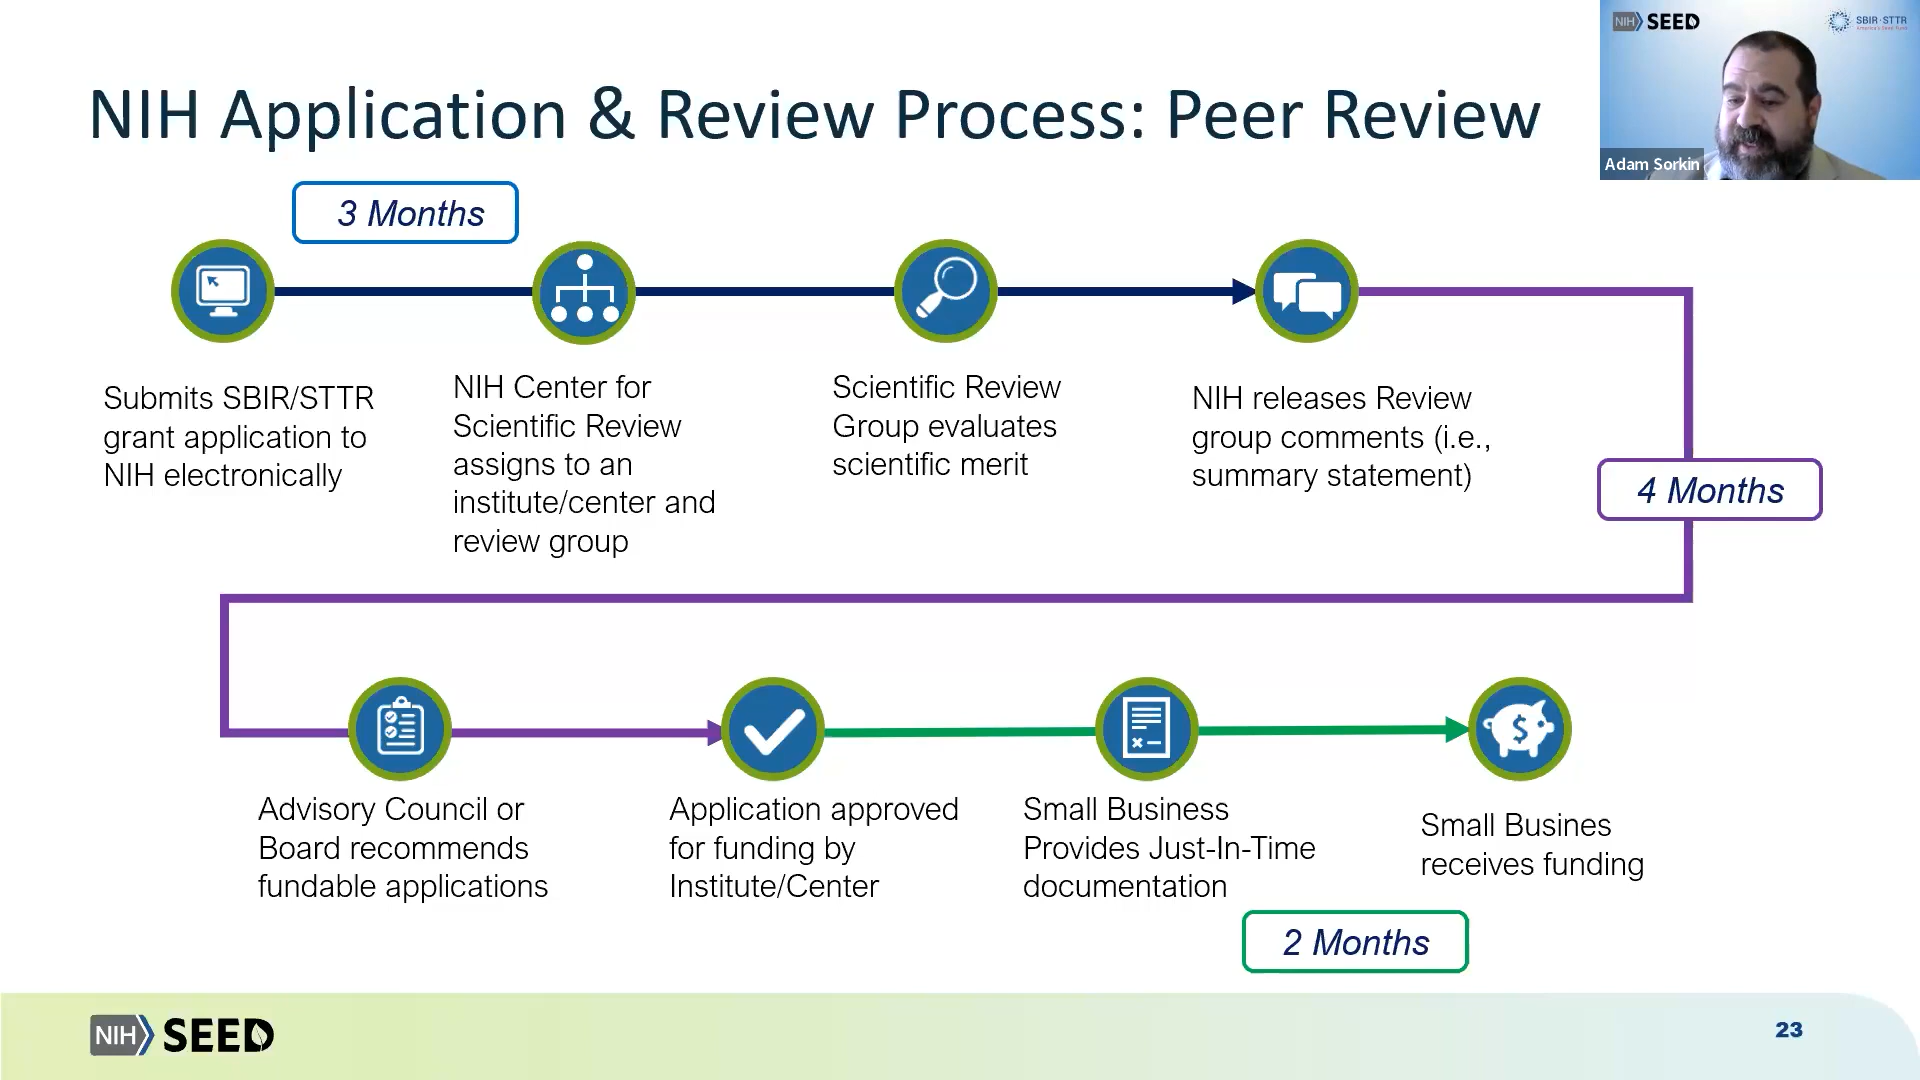 NIH SEED
SBIR·STTR
America's Seed Fund
Adam Sorkin
NIH Application & Review Process: Peer Review
3 Months
Submits SBIR/STTR
grant application to
NIH electronically
NIH Center for
Scientific Review
assigns to an
institute/center and
review group
Scientific Review
Group evaluates
scientific merit
NIH releases Review
group comments (i.e.,
summary statement)
4 Months
$
Advisory Council or
Board recommends
fundable applications
Application approved
for funding by
Institute/Center
Small Business
Provides Just-In-Time
documentation
Small Busines
receives funding
2 Months
NIH SEED
23